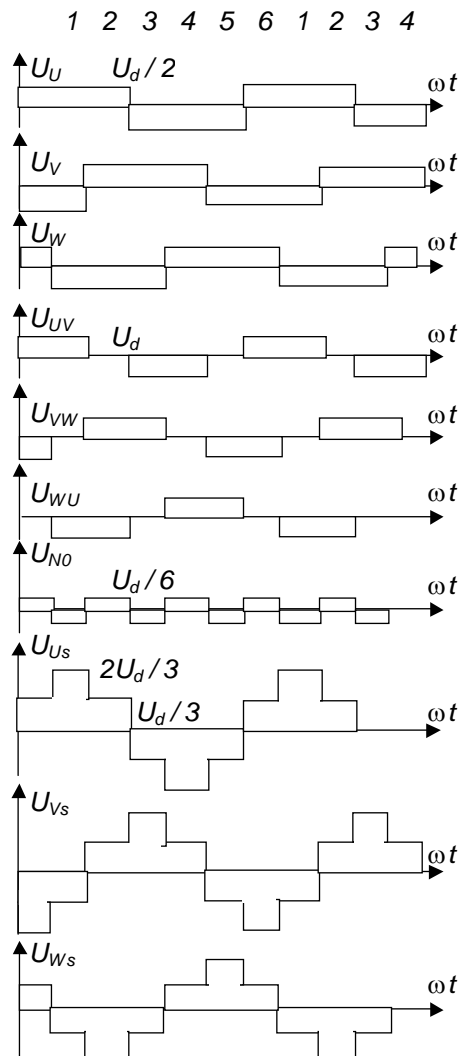 1 2 3 4 5 6 1 2 3 4
U_U U_d / 2 ωt
U_V ωt
U_W ωt
U_UV U_d ωt
U_VW ωt
U_WU ωt
U_N0 U_d / 6 ωt
U_Us 2U_d / 3
U_d / 3 ωt
U_Vs ωt
U_Ws ωt